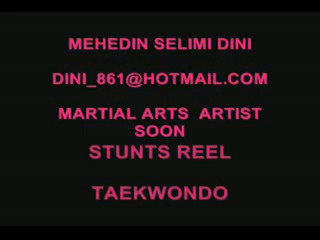 MEHEDIN SELIMI DINI
DINI_861@HOTMAIL.COM
MARTIAL ARTS ARTIST
SOON
STUNTS REEL
TAEKWONDO